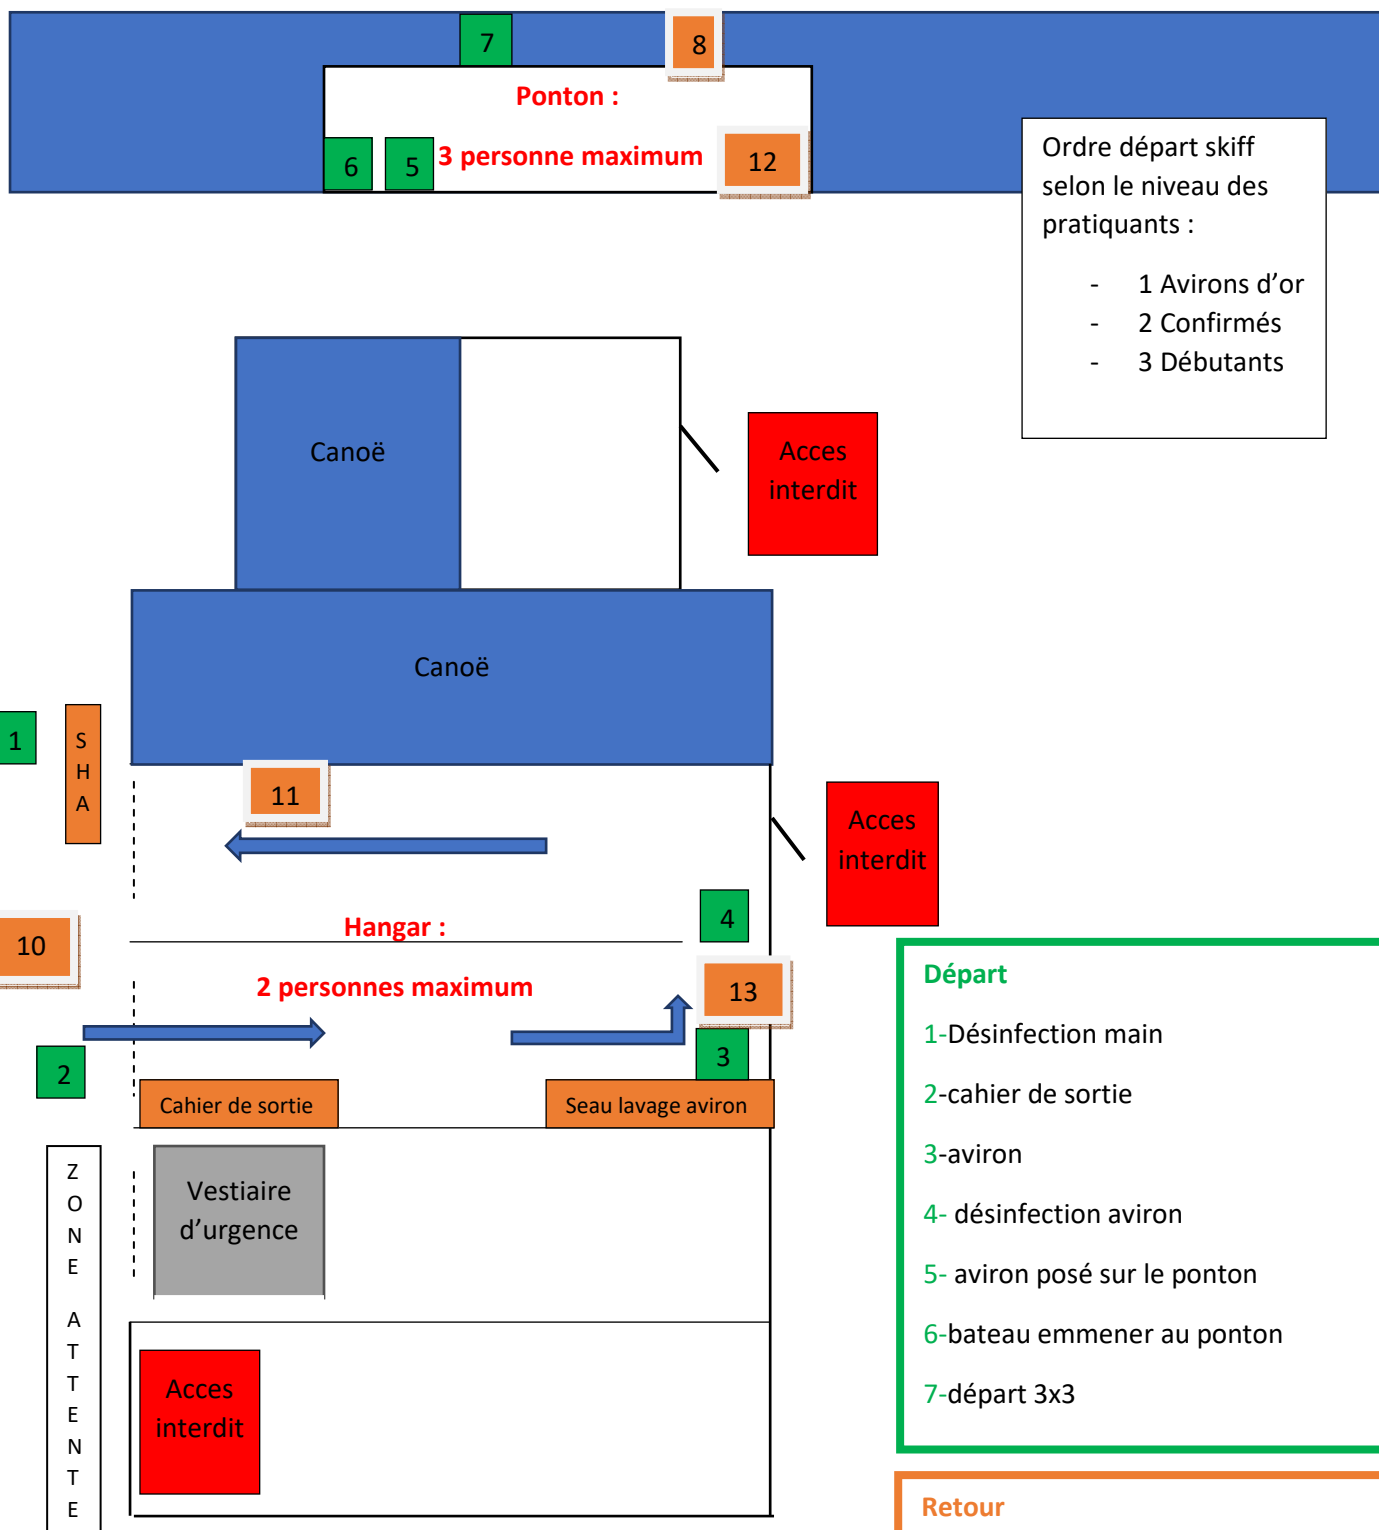 7
8
Ponton :
6
5
3 personne maximum
12
Ordre départ skiff
selon le niveau des
pratiquants :
- 1 Avirons d’or
- 2 Confirmés
- 3 Débutants
Canoë
Acces
interdit
Canoë
1
S
H
A
11
Acces
interdit
4
Hangar :
10
2 personnes maximum
13
2
3
Cahier de sortie
Seau lavage aviron
Z
O
N
E
A
T
T
E
N
T
E
Vestiaire
d’urgence
Acces
interdit
Départ
1-Désinfection main
2-cahier de sortie
3-aviron
4- désinfection aviron
5- aviron posé sur le ponton
6-bateau emmener au ponton
7-départ 3x3
Retour